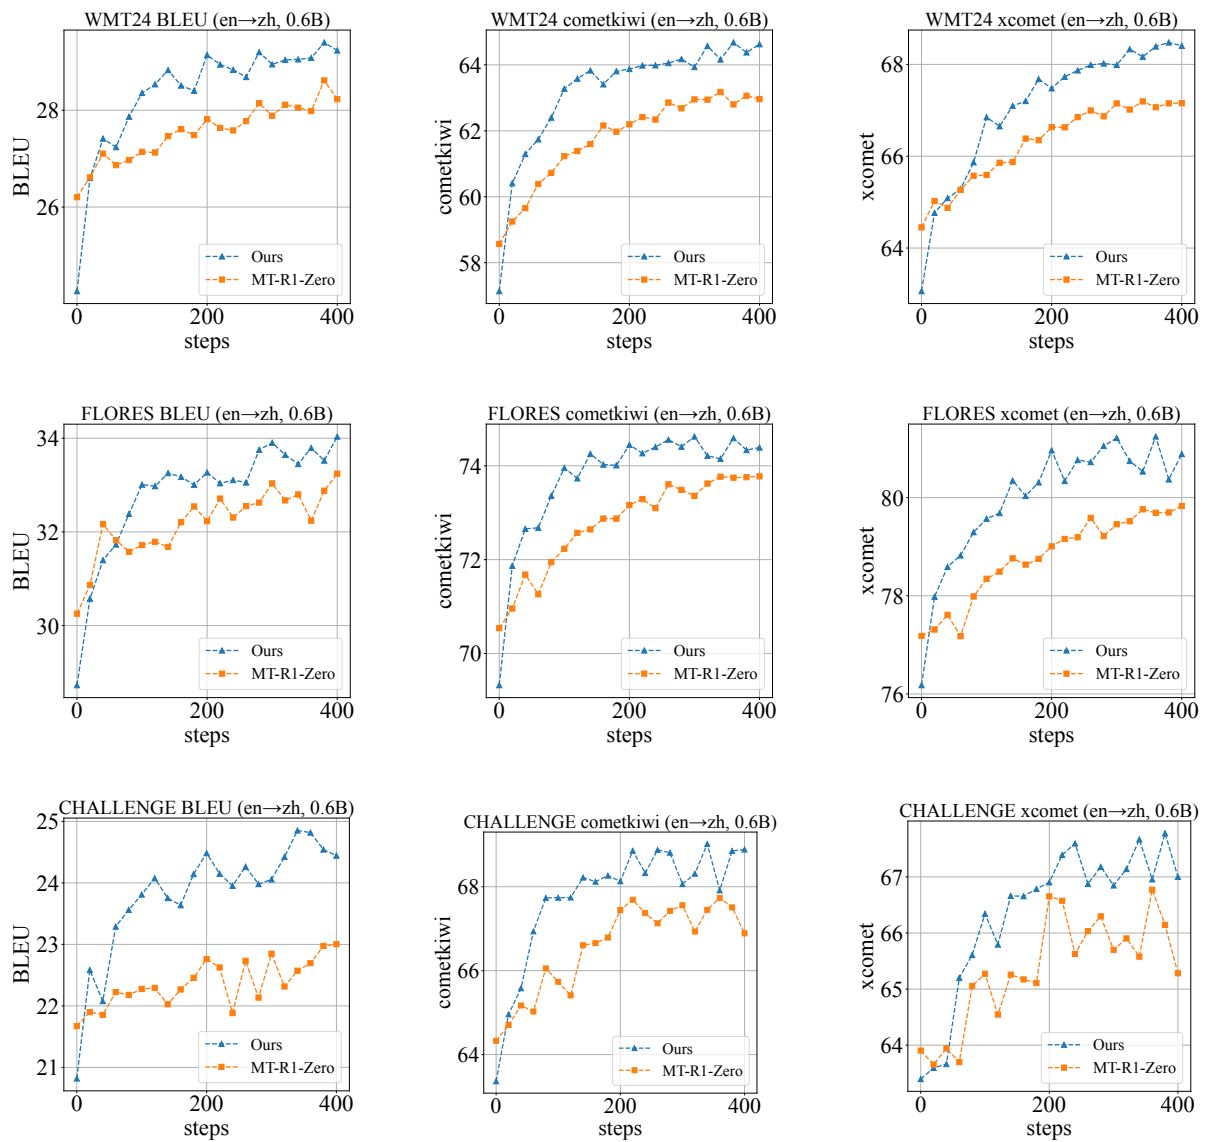 WMT24 BLEU (en→zh, 0.6B)
BLEU
28
26
0
200
400
steps
Ours
MT-R1-Zero
WMT24 cometkiwi (en→zh, 0.6B)
cometkiwi
64
62
60
58
0
200
400
steps
Ours
MT-R1-Zero
WMT24 xcomet (en→zh, 0.6B)
xcomet
68
66
64
0
200
400
steps
Ours
MT-R1-Zero
FLORES BLEU (en→zh, 0.6B)
BLEU
34
32
30
0
200
400
steps
Ours
MT-R1-Zero
FLORES cometkiwi (en→zh, 0.6B)
cometkiwi
74
72
70
0
200
400
steps
Ours
MT-R1-Zero
FLORES xcomet (en→zh, 0.6B)
xcomet
80
78
76
0
200
400
steps
Ours
MT-R1-Zero
CHALLENGE BLEU (en→zh, 0.6B)
BLEU
25
24
23
22
21
0
200
400
steps
Ours
MT-R1-Zero
CHALLENGE cometkiwi (en→zh, 0.6B)
cometkiwi
68
66
64
0
200
400
steps
Ours
MT-R1-Zero
CHALLENGE xcomet (en→zh, 0.6B)
xcomet
67
66
65
64
0
200
400
steps
Ours
MT-R1-Zero